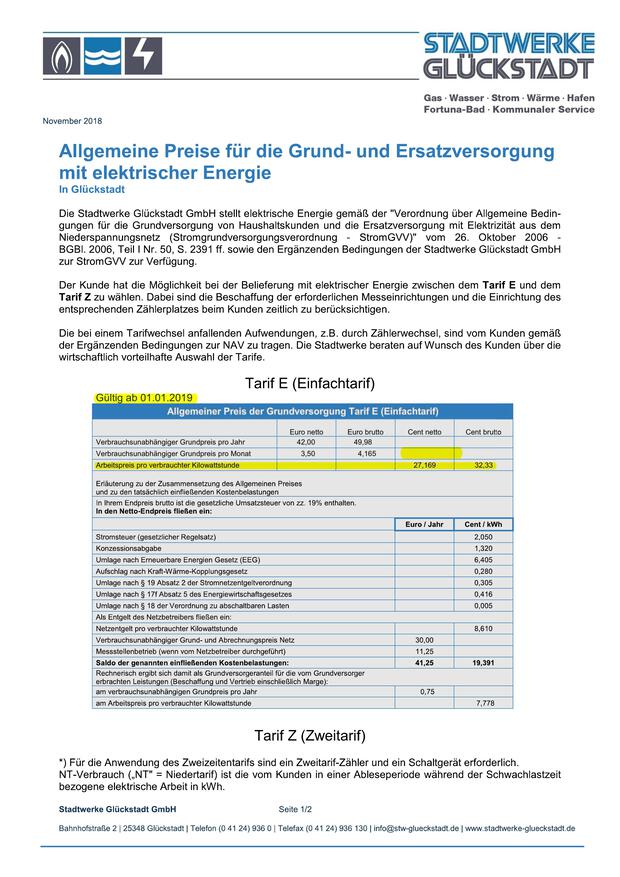 STADTWERKE
GLÜCKSTADT
Gas · Wasser · Strom · Wärme · Hafen
Fortuna-Bad · Kommunaler Service
November 2018
Allgemeine Preise für die Grund- und Ersatzversorgung
mit elektrischer Energie
In Glückstadt
Die Stadtwerke Glückstadt GmbH stellt elektrische Energie gemäß der "Verordnung über Allgemeine Bedin-
gungen für die Grundversorgung von Haushaltskunden und die Ersatzversorgung mit Elektrizität aus dem
Niederspannungsnetz (Stromgrundversorgungsverordnung - StromGVV)" vom 26. Oktober 2006 -
BGBl. 2006, Teil I Nr. 50, S. 2391 ff. sowie den Ergänzenden Bedingungen der Stadtwerke Glückstadt GmbH
zur StromGVV zur Verfügung.
Der Kunde hat die Möglichkeit bei der Belieferung mit elektrischer Energie zwischen dem Tarif E und dem
Tarif Z zu wählen. Dabei sind die Beschaffung der erforderlichen Messeinrichtungen und die Einrichtung des
entsprechenden Zählerplatzes beim Kunden zeitlich zu berücksichtigen.
Die bei einem Tarifwechsel anfallenden Aufwendungen, z.B. durch Zählerwechsel, sind vom Kunden gemäß
der Ergänzenden Bedingungen zur NAV zu tragen. Die Stadtwerke beraten auf Wunsch des Kunden über die
wirtschaftlich vorteilhafte Auswahl der Tarife.
Tarif E (Einfachtarif)
Gültig ab 01.01.2019
Allgemeiner Preis der Grundversorgung Tarif E (Einfachtarif)
Euro netto Euro brutto Cent netto Cent brutto
Verbrauchsunabhängiger Grundpreis pro Jahr 42,00 49,98
Verbrauchsunabhängiger Grundpreis pro Monat 3,50 4,165
Arbeitspreis pro verbrauchter Kilowattstunde 27,169 32,33
Erläuterung zu der Zusammensetzung des Allgemeinen Preises
und zu den tatsächlich einfließenden Kostenbelastungen
In Ihrem Endpreis brutto ist die gesetzliche Umsatzsteuer von zz. 19% enthalten.
In den Netto-Endpreis fließen ein:
Euro / Jahr Cent / kWh
Stromsteuer (gesetzlicher Regelsatz) 2,050
Konzessionsabgabe 1,320
Umlage nach Erneuerbare Energien Gesetz (EEG) 6,405
Aufschlag nach Kraft-Wärme-Kopplungsgesetz 0,280
Umlage nach § 19 Absatz 2 der Stromnetzentgeltverordnung 0,305
Umlage nach § 17f Absatz 5 des Energiewirtschaftsgesetzes 0,416
Umlage nach § 18 der Verordnung zu abschaltbaren Lasten 0,005
Als Entgelt des Netzbetreibers fließen ein:
Netzentgelt pro verbrauchter Kilowattstunde 8,610
Verbrauchsunabhängiger Grund- und Abrechnungspreis Netz 30,00
Messstellenbetrieb (wenn vom Netzbetreiber durchgeführt) 11,25
Saldo der genannten einfließenden Kostenbelastungen: 41,25 19,391
Rechnerisch ergibt sich damit als Grundversorgeranteil für die vom Grundversorger
erbrachten Leistungen (Beschaffung und Vertrieb einschließlich Marge):
am verbrauchsunabhängigen Grundpreis pro Jahr 0,75
am Arbeitspreis pro verbrauchter Kilowattstunde 7,778
Tarif Z (Zweitarif)
*) Für die Anwendung des Zweizeitentarifs sind ein Zweitarif-Zähler und ein Schaltgerät erforderlich.
NT-Verbrauch („NT" = Niedertarif) ist die vom Kunden in einer Ableseperiode während der Schwachlastzeit
bezogene elektrische Arbeit in kWh.
Stadtwerke Glückstadt GmbH Seite 1/2
Bahnhofstraße 2 | 25348 Glückstadt | Telefon (0 41 24) 936 0 | Telefax (0 41 24) 936 130 | info@stw-glueckstadt.de | www.stadtwerke-glueckstadt.de